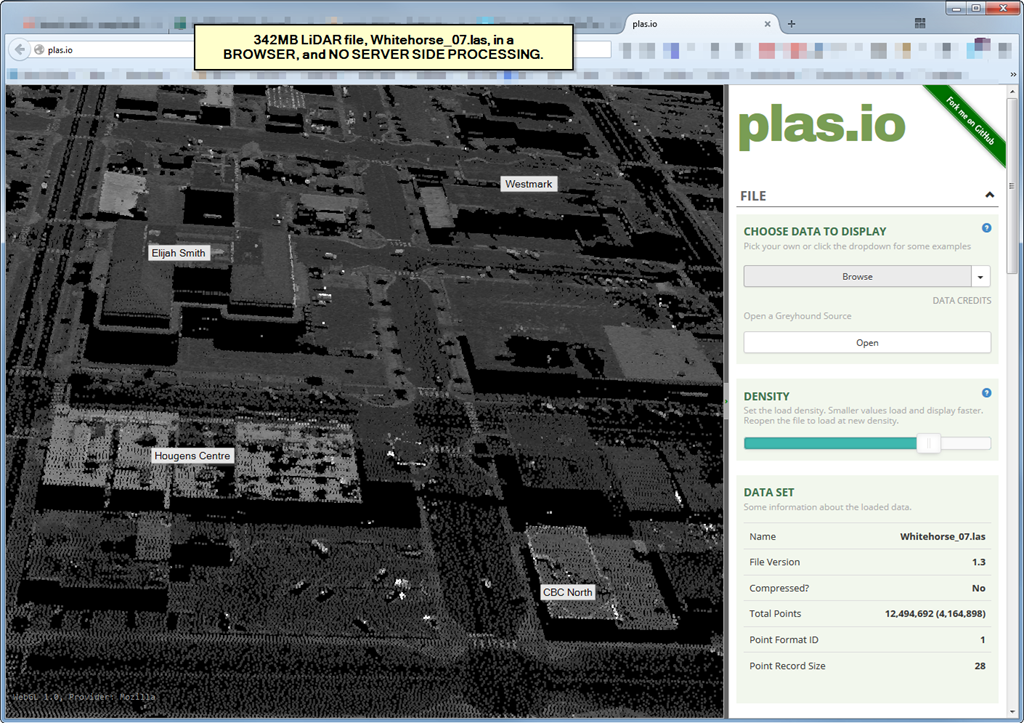 plas.io
plas.io
342MB LiDAR file, Whitehorse_07.las, in a
BROWSER, and NO SERVER SIDE PROCESSING.
Westmark
Elijah Smith
Hougens Centre
CBC North
WebGL 1.0, Provider: Mozilla
plas.io
Fork me on GitHub
FILE
CHOOSE DATA TO DISPLAY
Pick your own or click the dropdown for some examples
Browse
DATA CREDITS
Open a Greyhound Source
Open
DENSITY
Set the load density. Smaller values load and display faster.
Reopen the file to load at new density.
DATA SET
Some information about the loaded data.
Name Whitehorse_07.las
File Version 1.3
Compressed? No
Total Points 12,494,692 (4,164,898)
Point Format ID 1
Point Record Size 28